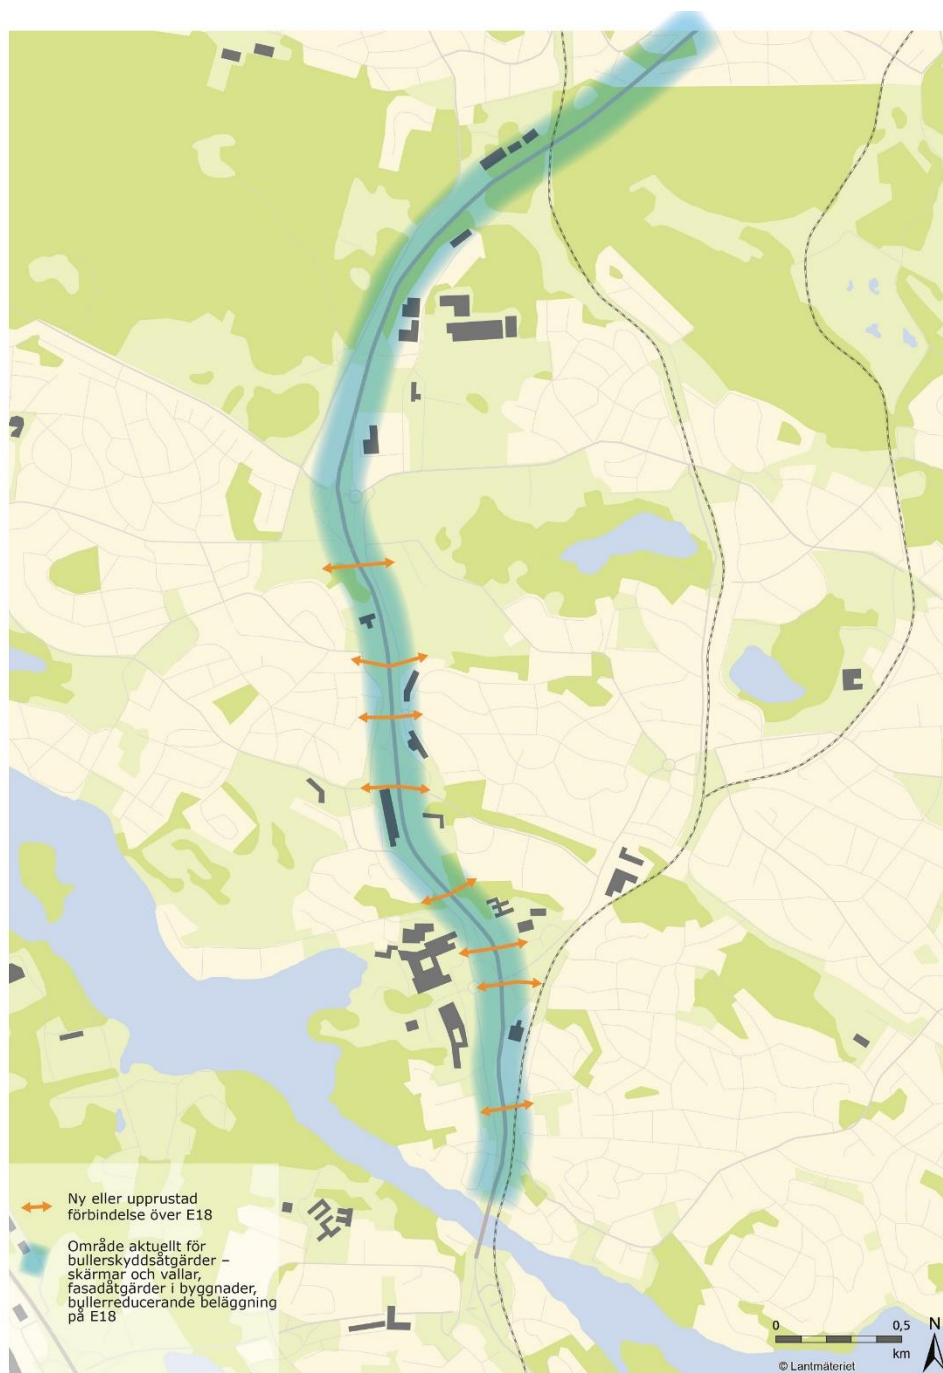 Ny eller upprustad
förbindelse över E18
Område aktuellt för
bullerskyddsåtgärder –
skärmar och vallar,
fasadåtgärder i byggnader,
bullerreducerande beläggning
på E18
0 0,5
km
N
© Lantmäteriet